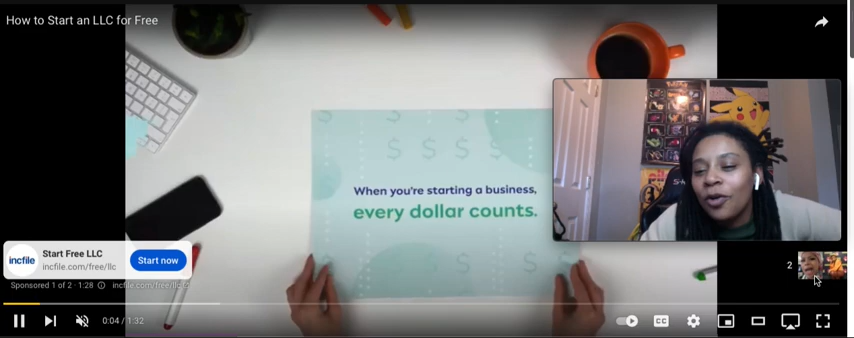 How to Start an LLC for Free
When you're starting a business,
every dollar counts.
incfile
Start Free LLC
incfile.com/free/llc
Start now
Sponsored 1 of 2 · 1:28
incfile.com/free/llc
2
0:04 / 1:32
CC